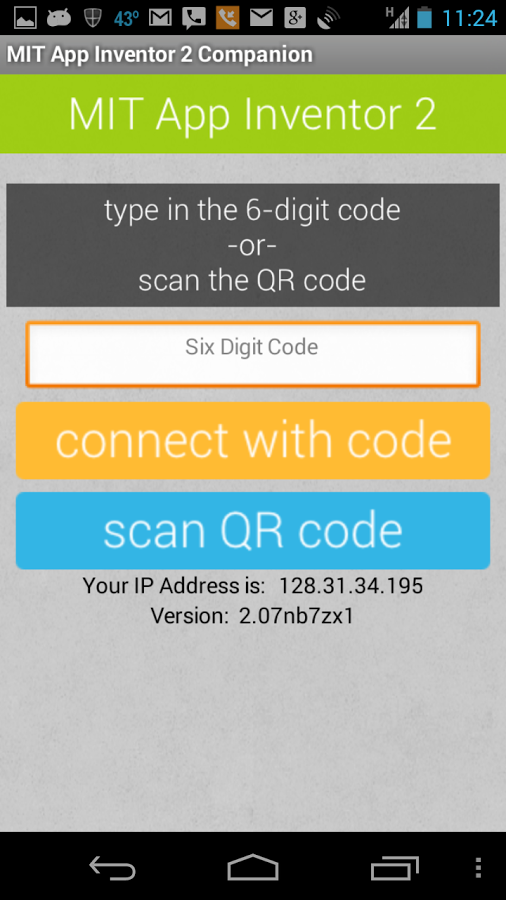 43° H 11:24
MIT App Inventor 2 Companion
MIT App Inventor 2
type in the 6-digit code
-or-
scan the QR code
Six Digit Code
connect with code
scan QR code
Your IP Address is: 128.31.34.195
Version: 2.07nb7zx1